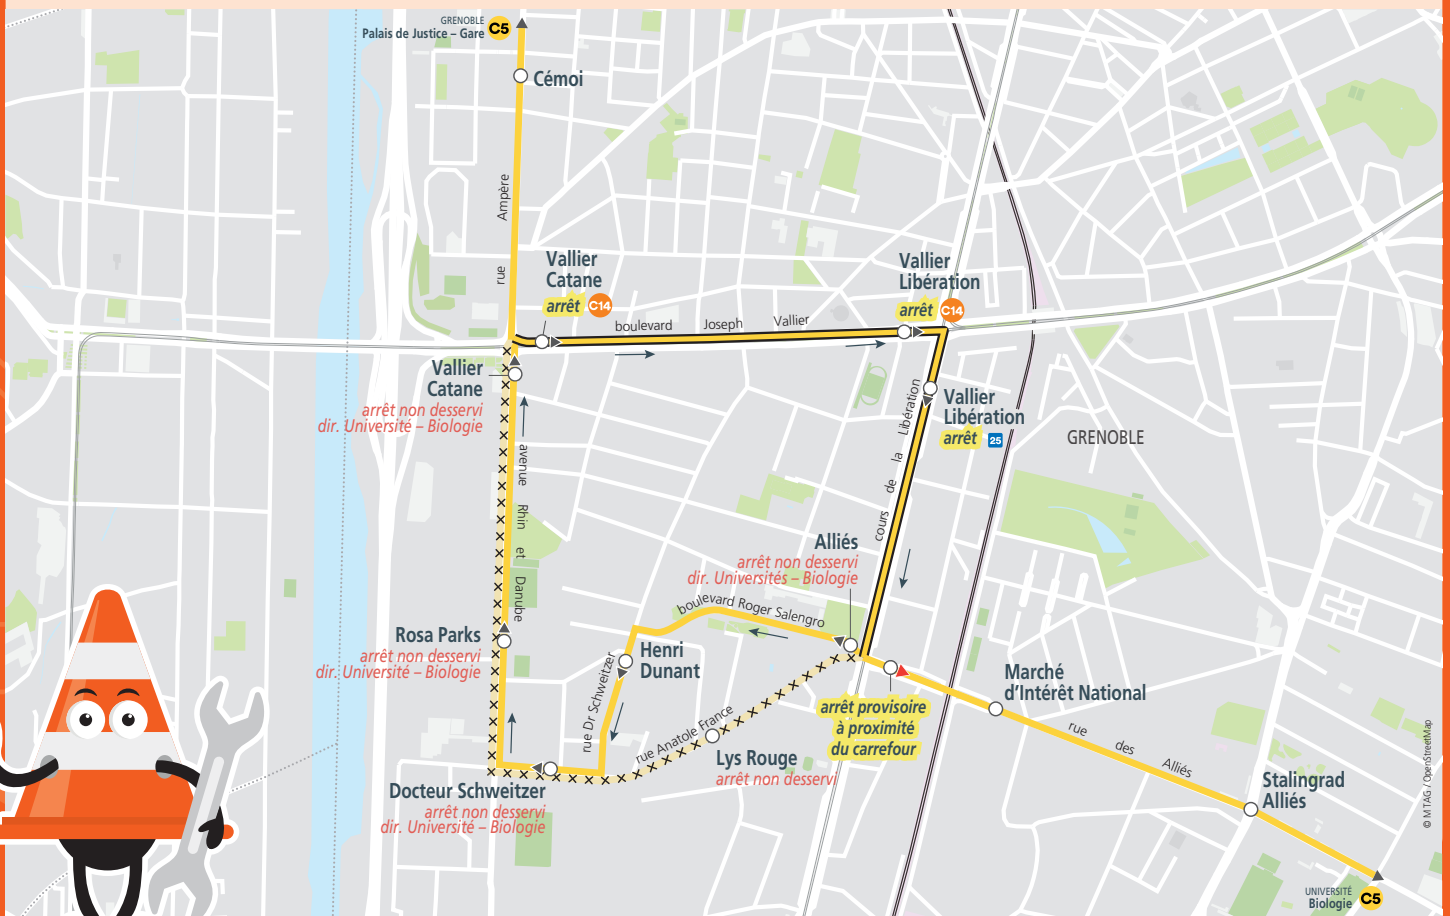 GRENOBLE
Palais de Justice – Gare
C5
Cémoi
rue Ampère
Vallier
Catane
arrêt C14
Vallier
Libération
arrêt C14
boulevard Joseph Vallier
Vallier
Catane
arrêt non desservi
dir. Université – Biologie
Vallier
Libération
arrêt 25
GRENOBLE
avenue Rhin et Danube
cours de la Libération
Alliés
arrêt non desservi
dir. Universités – Biologie
boulevard Roger Salengro
Rosa Parks
arrêt non desservi
dir. Université – Biologie
Henri
Dunant
rue Dr Schweitzer
Marché
d’Intérêt National
arrêt provisoire
à proximité
du carrefour
rue Anatole France
Lys Rouge
arrêt non desservi
rue des Alliés
Docteur Schweitzer
arrêt non desservi
dir. Université – Biologie
Stalingrad
Alliés
© M TAG / OpenStreetMap
UNIVERSITÉ
Biologie
C5